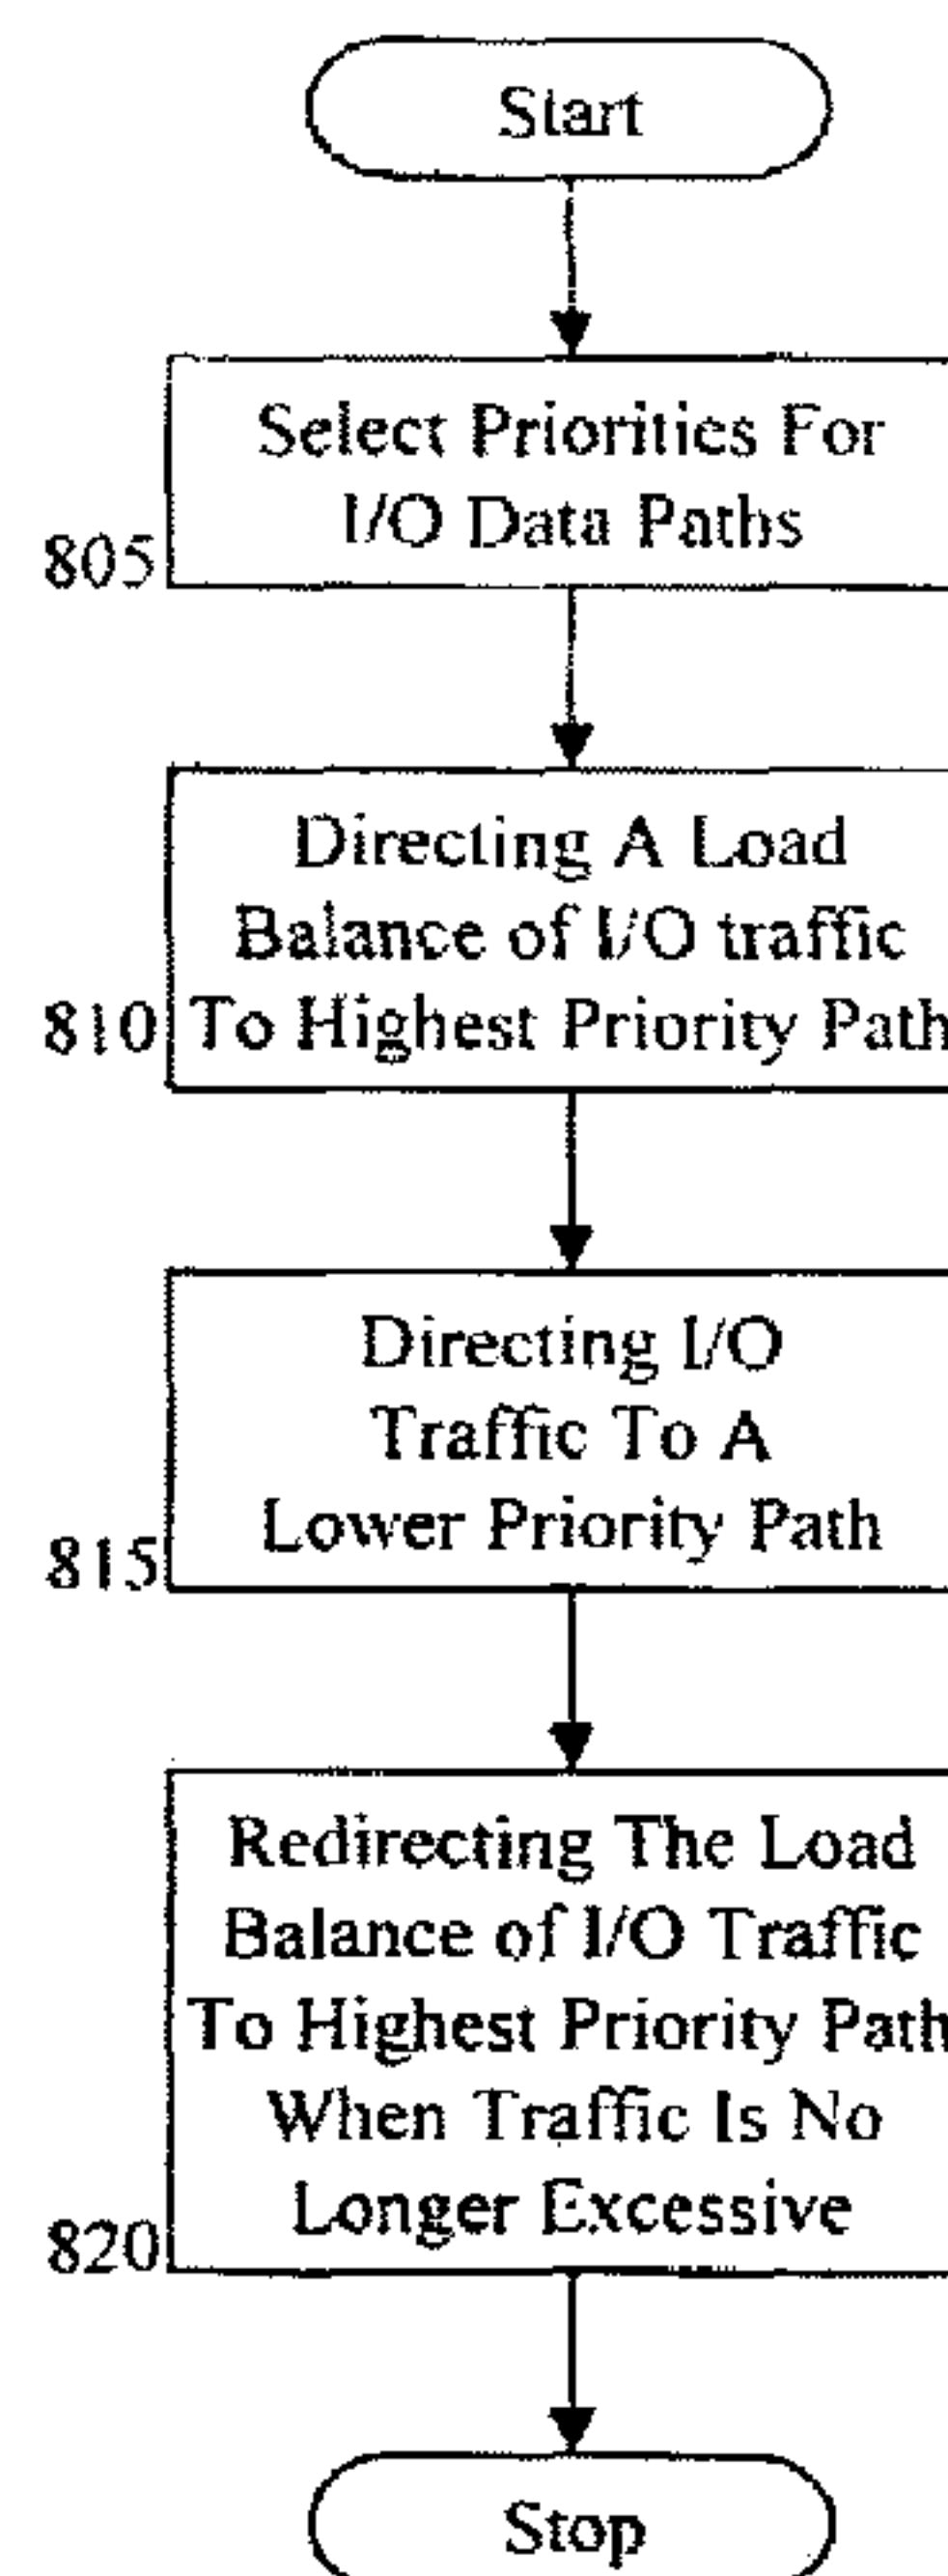 Start
Select Priorities For
I/O Data Paths
805
Directing A Load
Balance of I/O traffic
810 To Highest Priority Path
Directing I/O
Traffic To A
Lower Priority Path
815
Redirecting The Load
Balance of I/O Traffic
To Highest Priority Path
When Traffic Is No
Longer Excessive
820
Stop